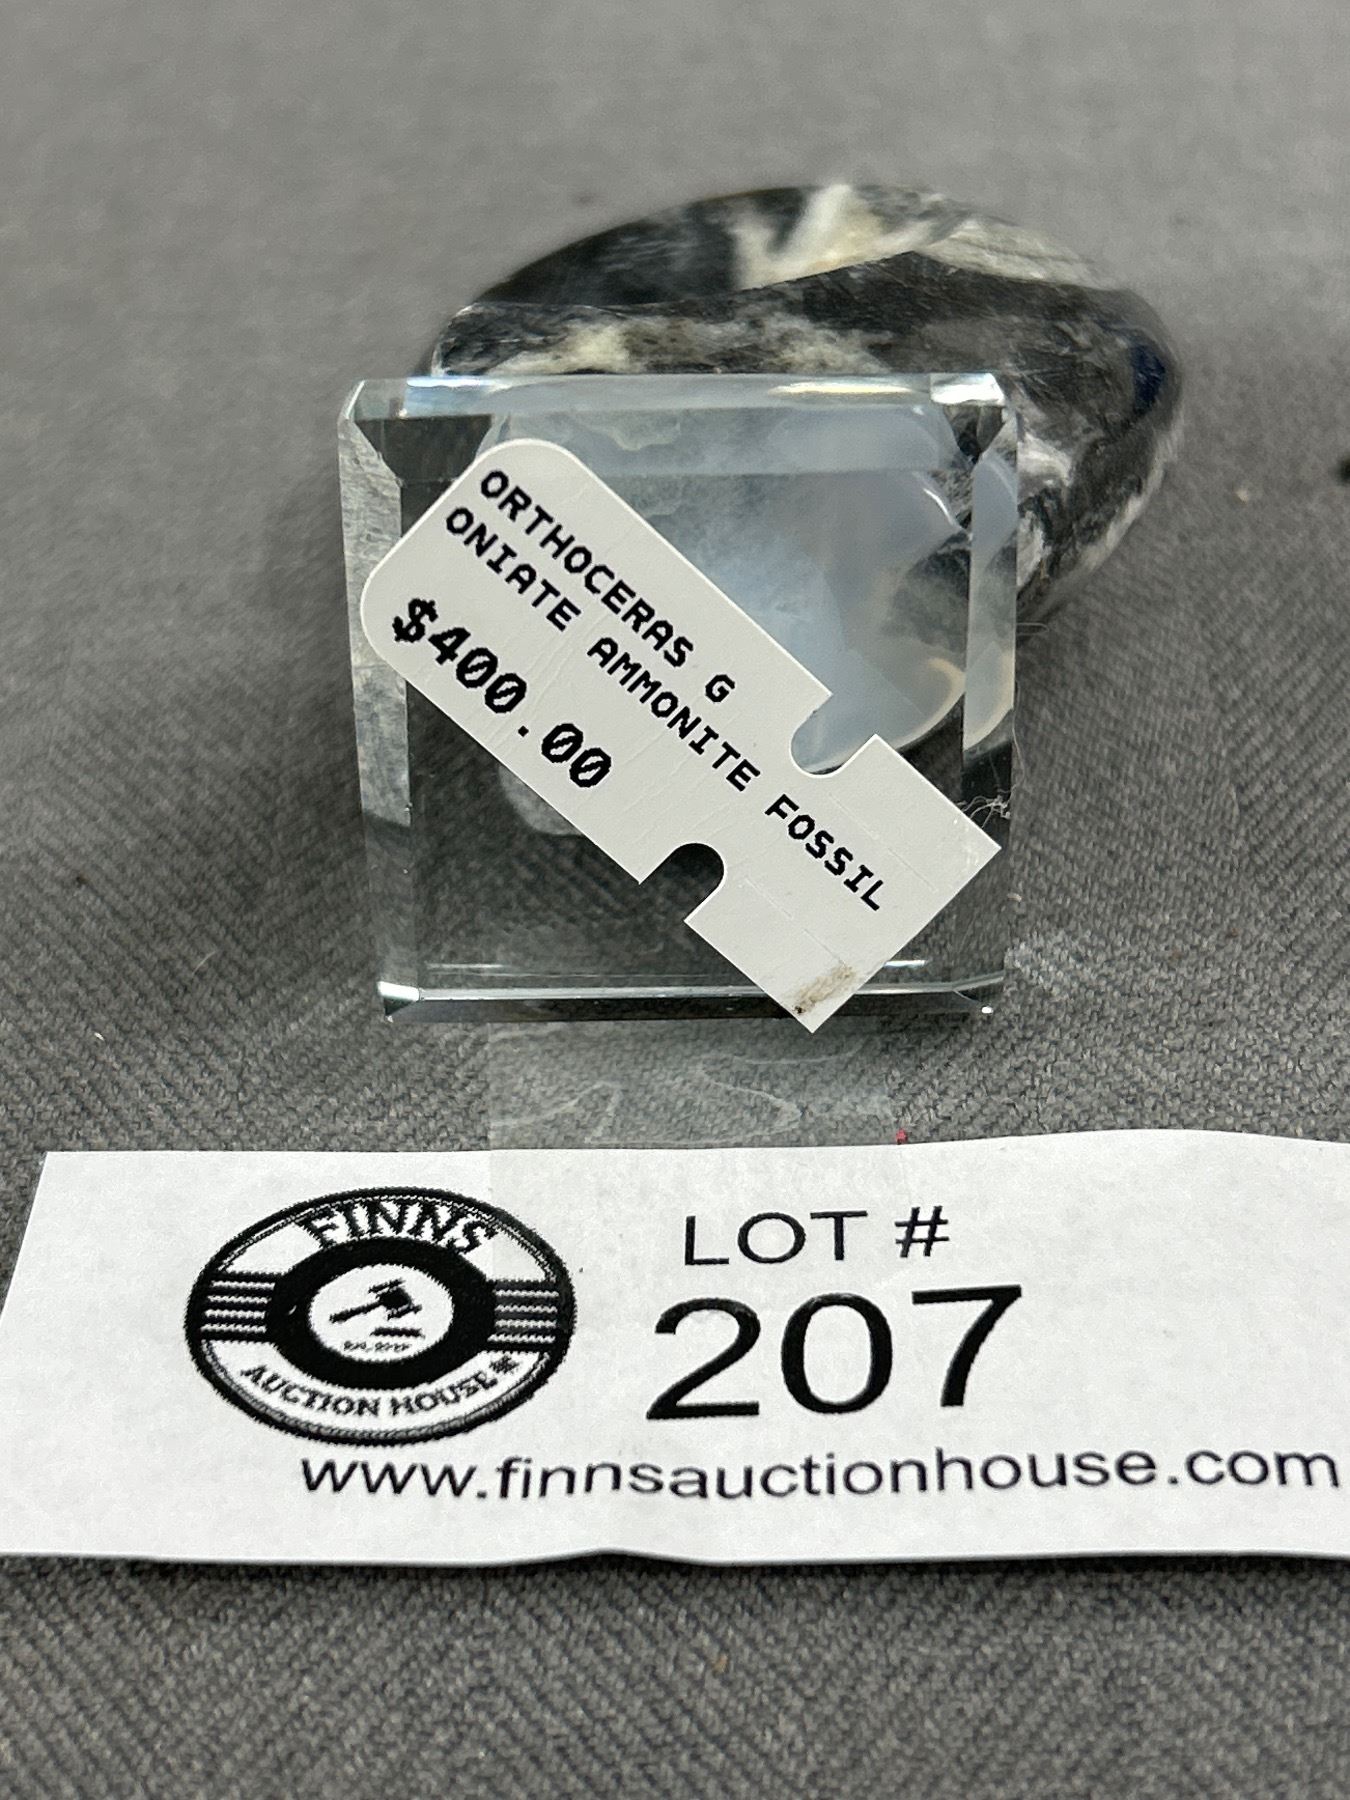 ORTHOCERAS G
ONIATE AMMONITE FOSSIL
$400.00
FINNS
AUCTION HOUSE
LOT #
207
www.finnsauctionhouse.com